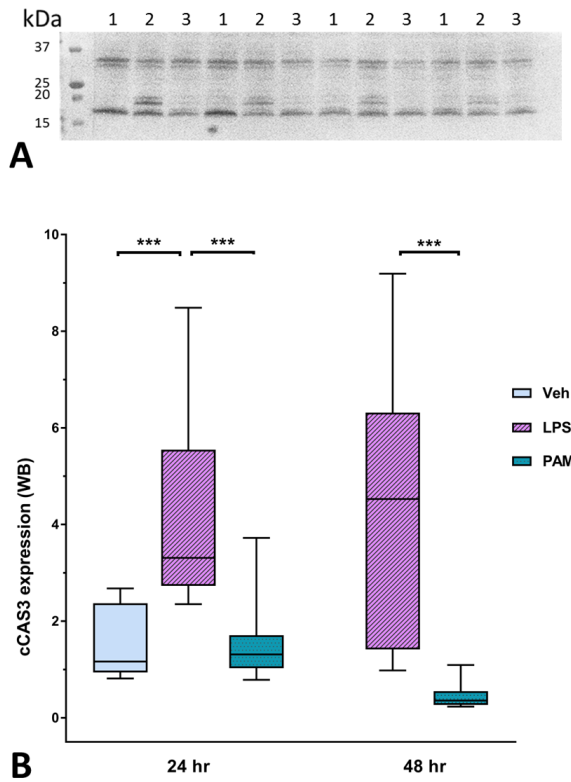 kDa 1 2 3 1 2 3 1 2 3 1 2 3
37
25
20
15
A
10
*** *** ***
8
Veh
6
LPS
PAM
4
cCAS3 expression (WB)
2
0
24 hr 48 hr
B